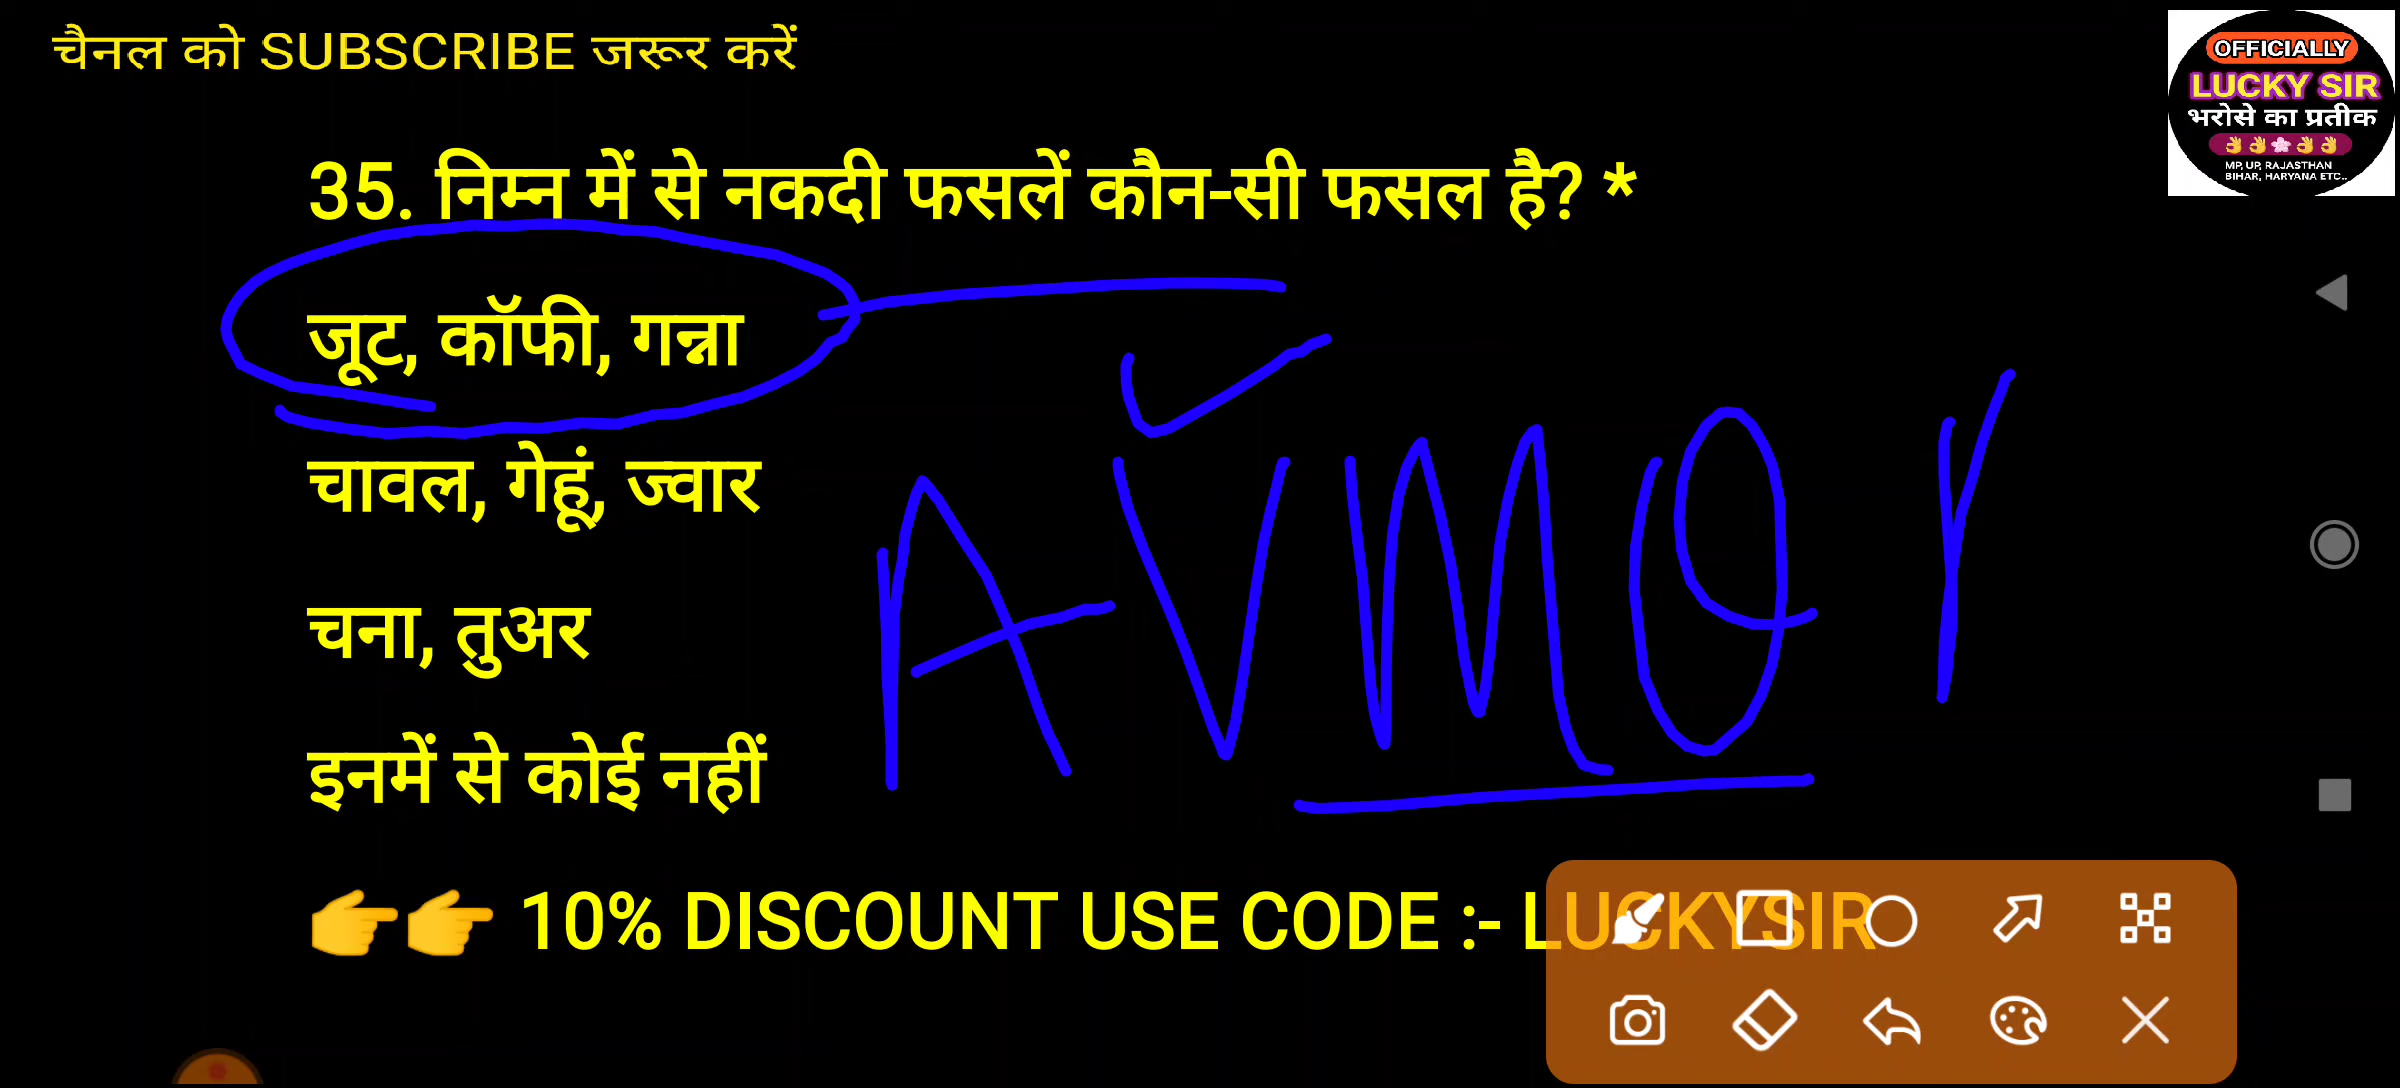 चैनल को SUBSCRIBE जरूर करें
OFFICIALLY
LUCKY SIR
भरोसे का प्रतीक
MP, UP, RAJASTHAN
BIHAR, HARYANA ETC..
35. निम्न में से नकदी फसलें कौन-सी फसल है? *
जूट, कॉफी, गन्ना
चावल, गेहूं, ज्वार
चना, तुअर
इनमें से कोई नहीं
👉👉 10% DISCOUNT USE CODE :- LUCKYSIR